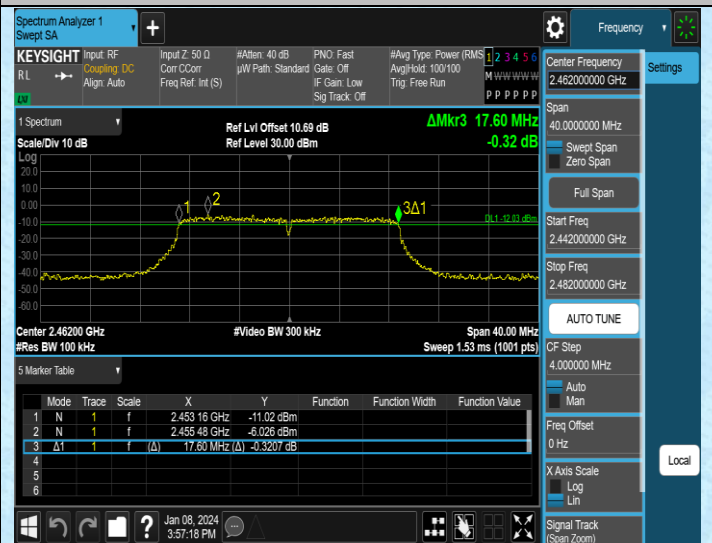 Spectrum Analyzer 1
Swept SA
+
Frequency
KEYSIGHT
RL
LXI
Input: RF
Coupling: DC
Align: Auto
Input Z: 50 Ω
Corr CCorr
Freq Ref: Int (S)
#Atten: 40 dB
µW Path: Standard
PNO: Fast
Gate: Off
IF Gain: Low
Sig Track: Off
#Avg Type: Power (RMS
Avg|Hold: 100/100
Trig: Free Run
1 2 3 4 5 6
M W W W W W
P P P P P P
1 Spectrum
Scale/Div 10 dB
Ref Lvl Offset 10.69 dB
Ref Level 30.00 dBm
ΔMkr3 17.60 MHz
-0.32 dB
Log
20.0
10.0
0.00
-10.0
-20.0
-30.0
-40.0
-50.0
-60.0
1
2
3Δ1
DL1 -12.03 dBm
Center 2.46200 GHz
#Res BW 100 kHz
#Video BW 300 kHz
Span 40.00 MHz
Sweep 1.53 ms (1001 pts)
5 Marker Table
Mode Trace Scale X Y Function Function Width Function Value
1 N 1 f 2.453 16 GHz -11.02 dBm
2 N 1 f 2.455 48 GHz -6.026 dBm
3 Δ1 1 f (Δ) 17.60 MHz (Δ) -0.3207 dB
4
5
6
Center Frequency
2.462000000 GHz
Span
40.0000000 MHz
Swept Span
Zero Span
Full Span
Start Freq
2.442000000 GHz
Stop Freq
2.482000000 GHz
AUTO TUNE
CF Step
4.000000 MHz
Auto
Man
Freq Offset
0 Hz
X Axis Scale
Log
Lin
Signal Track
(Span Zoom)
Settings
Local
?
Jan 08, 2024
3:57:18 PM